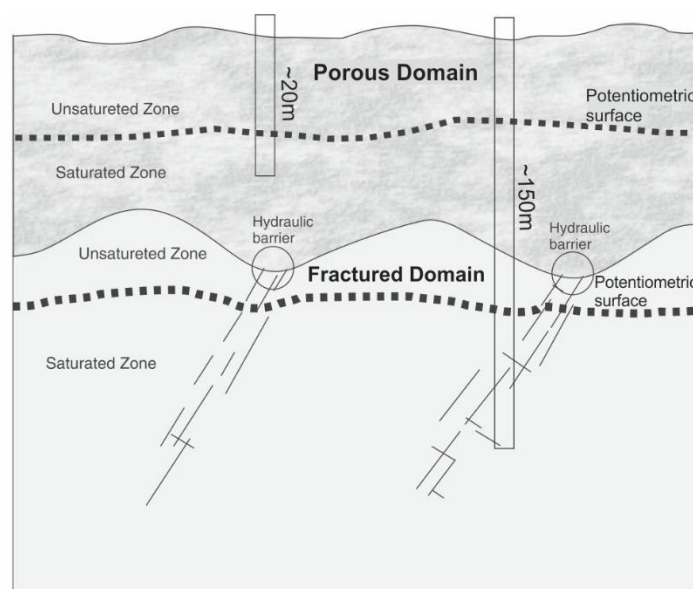 Porous Domain
~20m
Unsatureted Zone
Potentiometric
surface
Saturated Zone
~150m
Hydraulic
barrier
Hydraulic
barrier
Unsatureted Zone
Fractured Domain
Potentiometric
surface
Saturated Zone